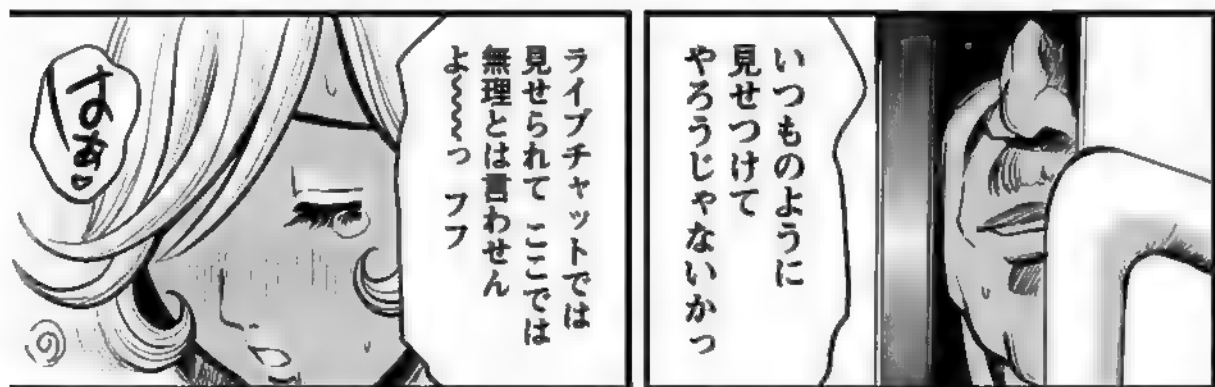 いつものように
見せつけて
やろうじゃないかっ
ライブチャットでは
見せられて ここでは
無理とは言わせん
よ～～～っ フフ
はぁ♡